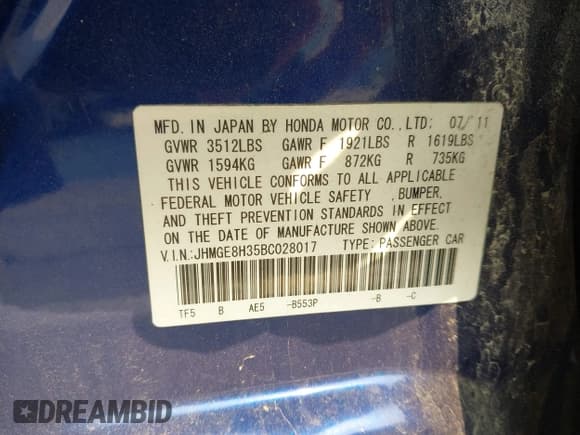 MFD. IN JAPAN BY HONDA MOTOR CO.,LTD: 07/11
GVWR 3512LBS GAWR F 1921LBS R 1619LBS
GVWR 1594KG GAWR F 872KG R 735KG
THIS VEHICLE CONFORMS TO ALL APPLICABLE
FEDERAL MOTOR VEHICLE SAFETY ,BUMPER,
AND THEFT PREVENTION STANDARDS IN EFFECT
ON THE DATE OF MANUFACTURE SHOWN ABOVE.
V.I.N:JHMGE8H35BC028017 TYPE: PASSENGER CAR
TF5 B AE5 -B553P -B -C
DREAMBID